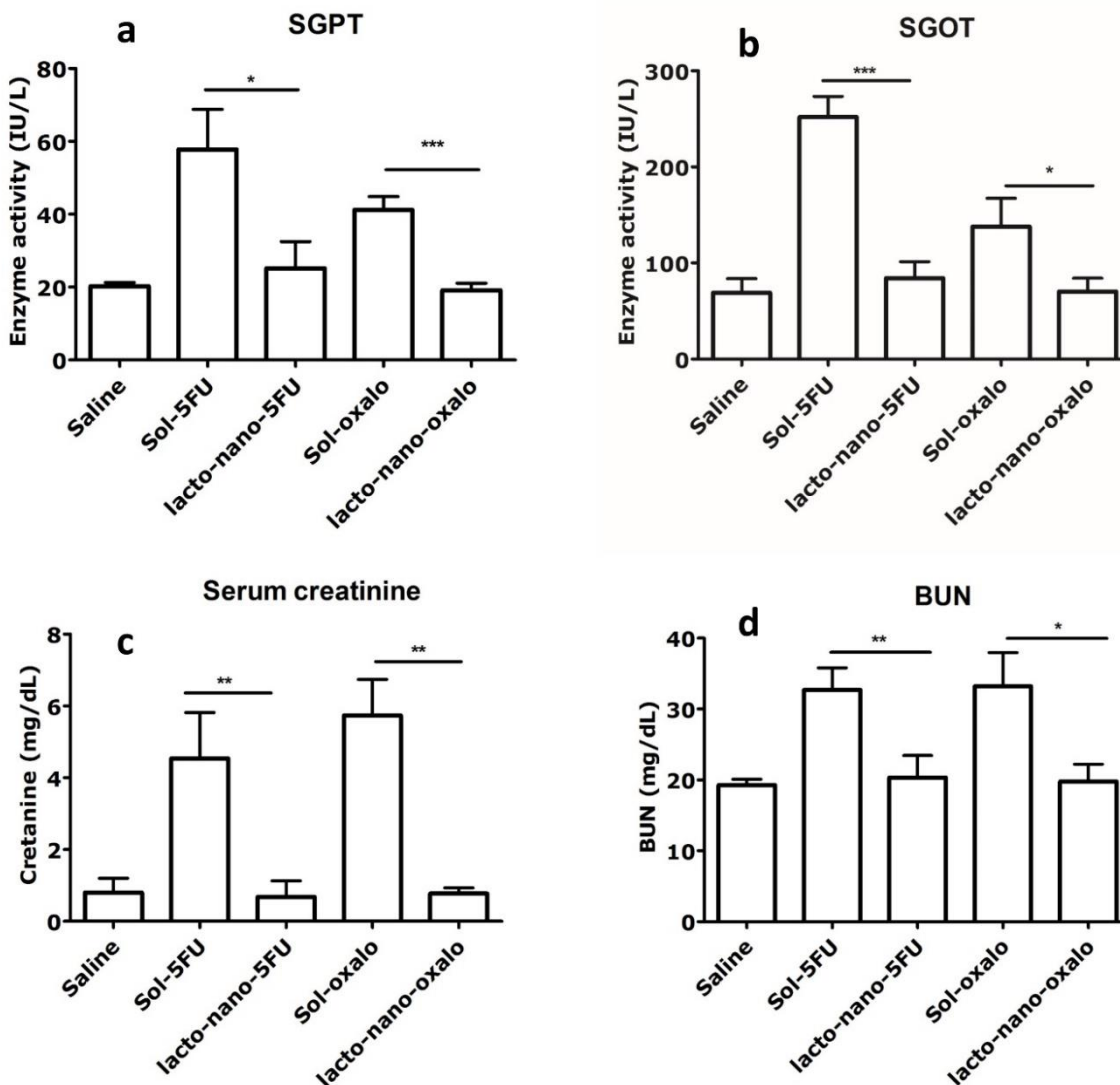 a
SGPT
Enzyme activity (IU/L)
80
60
40
20
0
*
***
Saline
Sol-5FU
lacto-nano-5FU
Sol-oxalo
lacto-nano-oxalo
b
SGOT
Enzyme activity (IU/L)
300
200
100
0
***
*
Saline
Sol-5FU
lacto-nano-5FU
Sol-oxalo
lacto-nano-oxalo
c
Serum creatinine
Cretanine (mg/dL)
8
6
4
2
0
**
**
Saline
Sol-5FU
lacto-nano-5FU
Sol-oxalo
lacto-nano-oxalo
d
BUN
BUN (mg/dL)
40
30
20
10
0
**
*
Saline
Sol-5FU
lacto-nano-5FU
Sol-oxalo
lacto-nano-oxalo